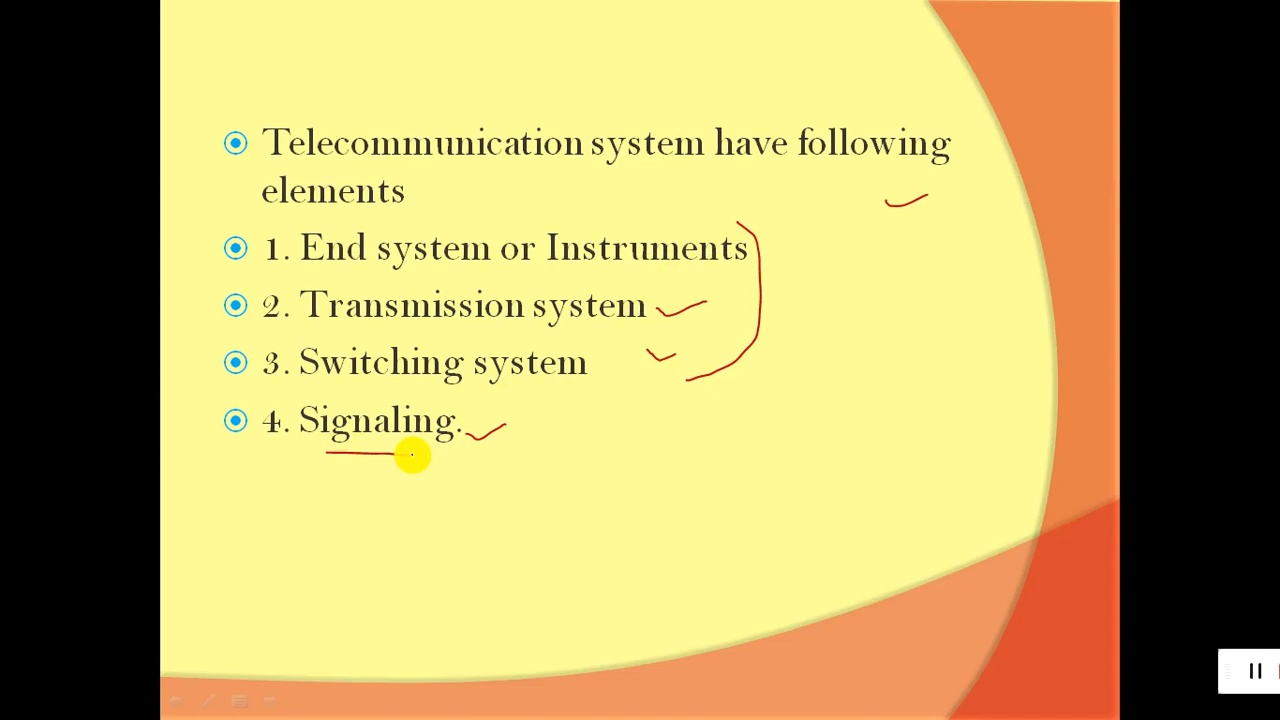 Telecommunication system have following
elements
1. End system or Instruments
2. Transmission system
3. Switching system
4. Signaling.